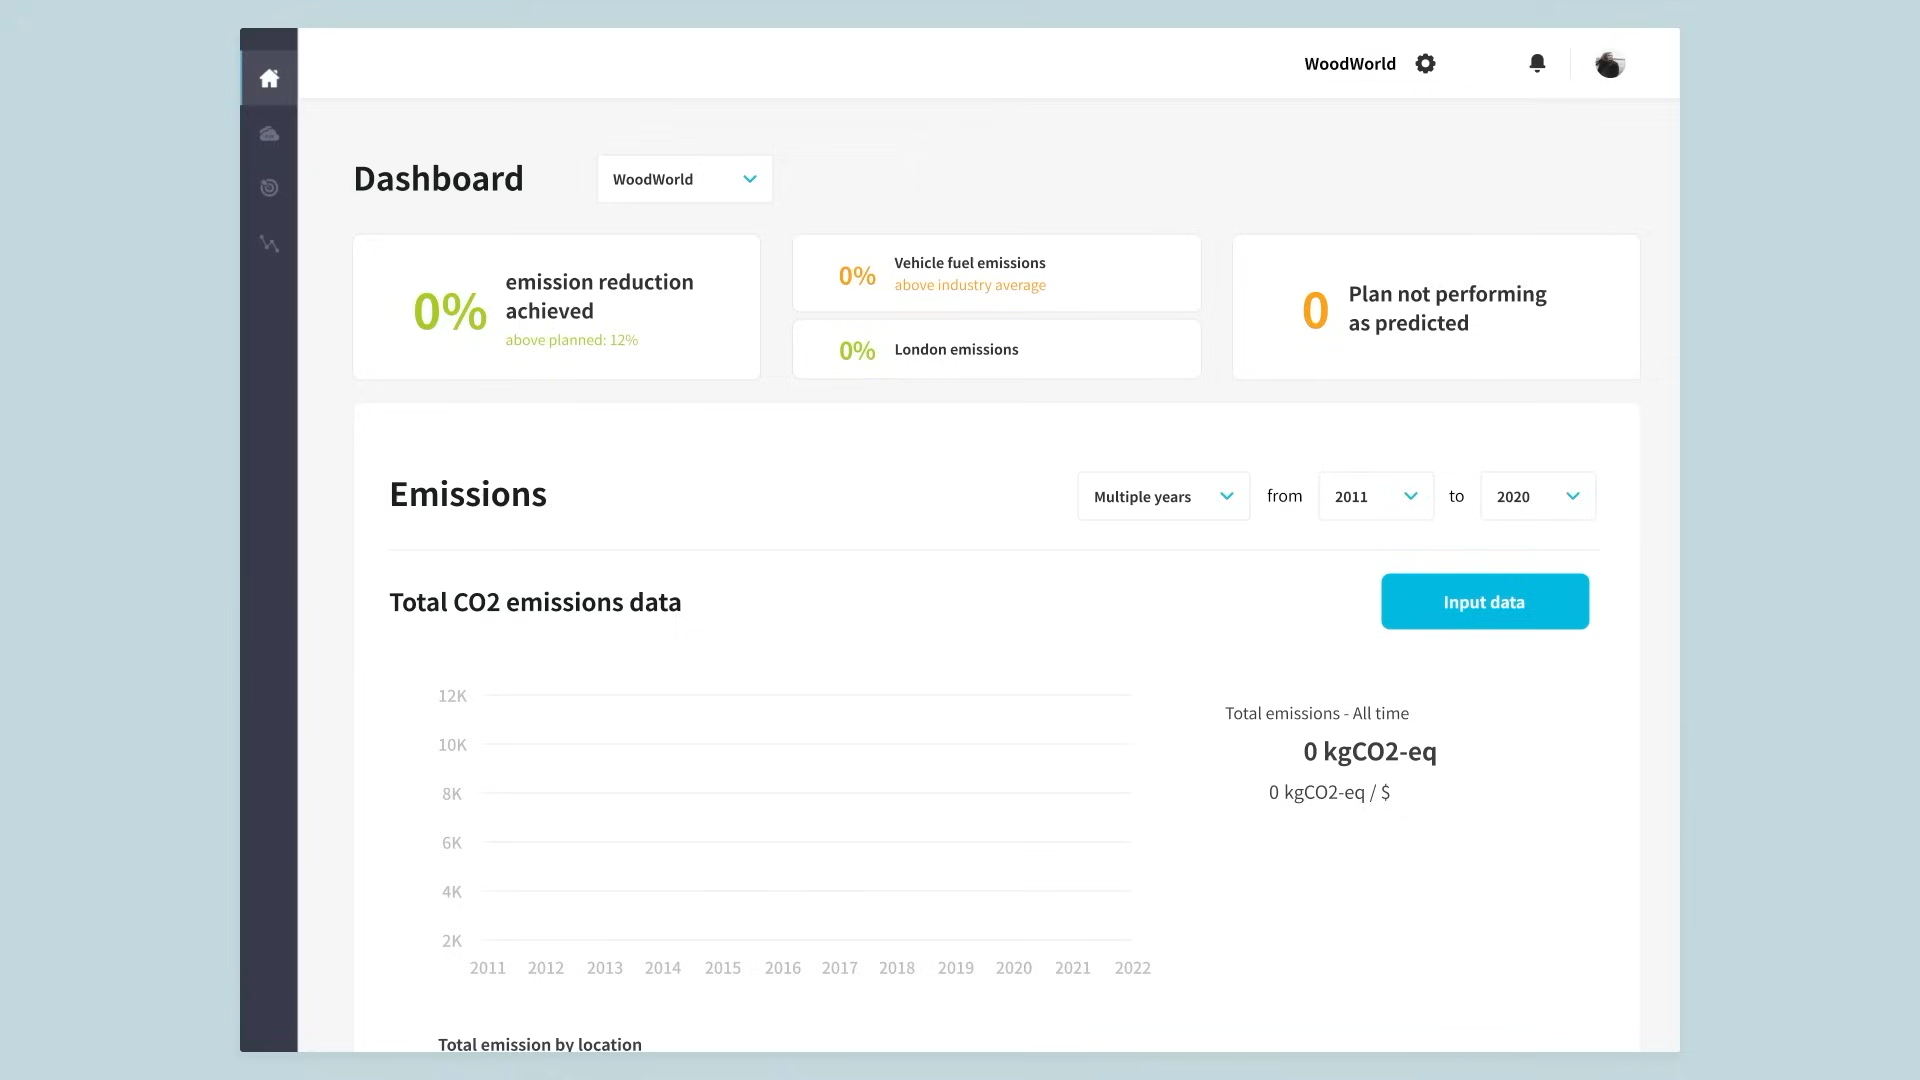 WoodWorld
Dashboard
WoodWorld
0%
emission reduction
achieved
above planned: 12%
0%
Vehicle fuel emissions
above industry average
0%
London emissions
0
Plan not performing
as predicted
Emissions
Multiple years
from
2011
to
2020
Total CO2 emissions data
Input data
12K
10K
8K
6K
4K
2K
2011 2012 2013 2014 2015 2016 2017 2018 2019 2020 2021 2022
Total emissions - All time
0 kgCO2-eq
0 kgCO2-eq / $
Total emission by location